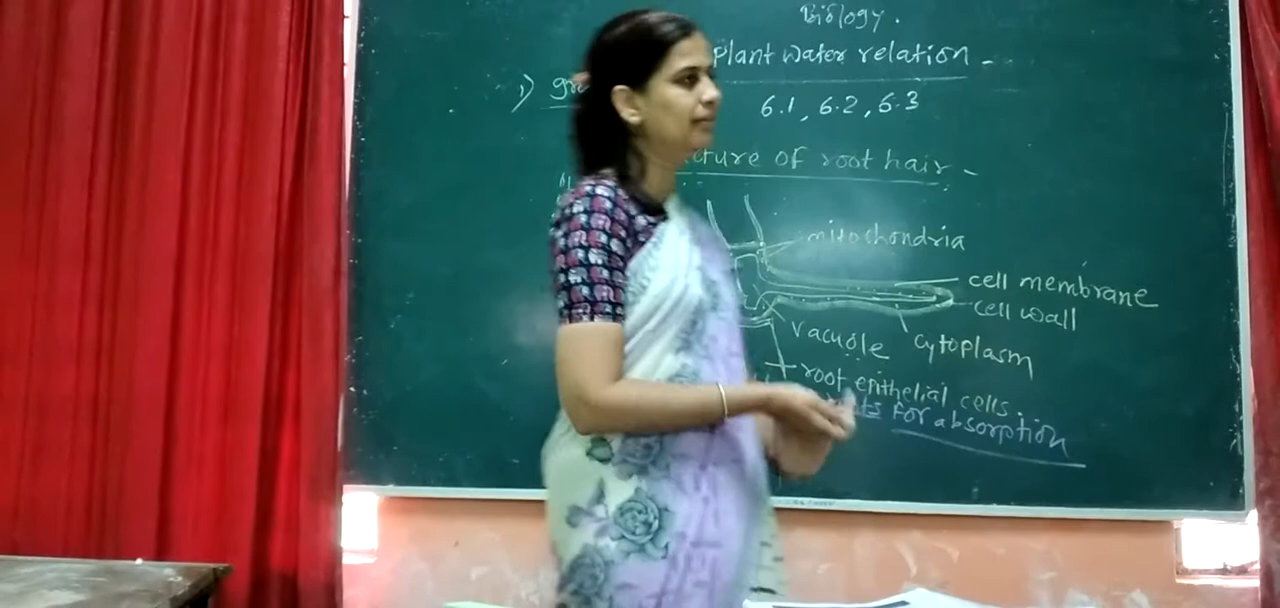 Biology.
Plant water relation -
1)
6.1, 6.2, 6.3
cture of root hair -
mitochondria
cell membrane
cell wall
vacuole
cytoplasm
root epithelial cells.
for absorption